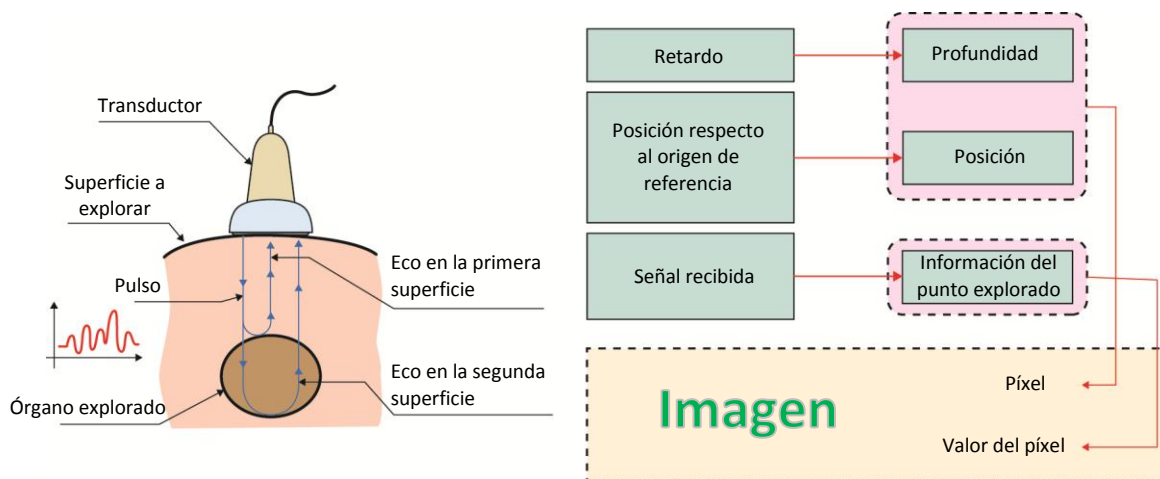 Transductor
Superficie a
explorar
Pulso
Eco en la primera
superficie
Eco en la segunda
superficie
Órgano explorado
Retardo
Profundidad
Posición respecto
al origen de
referencia
Posición
Señal recibida
Información del
punto explorado
Imagen
Píxel
Valor del píxel